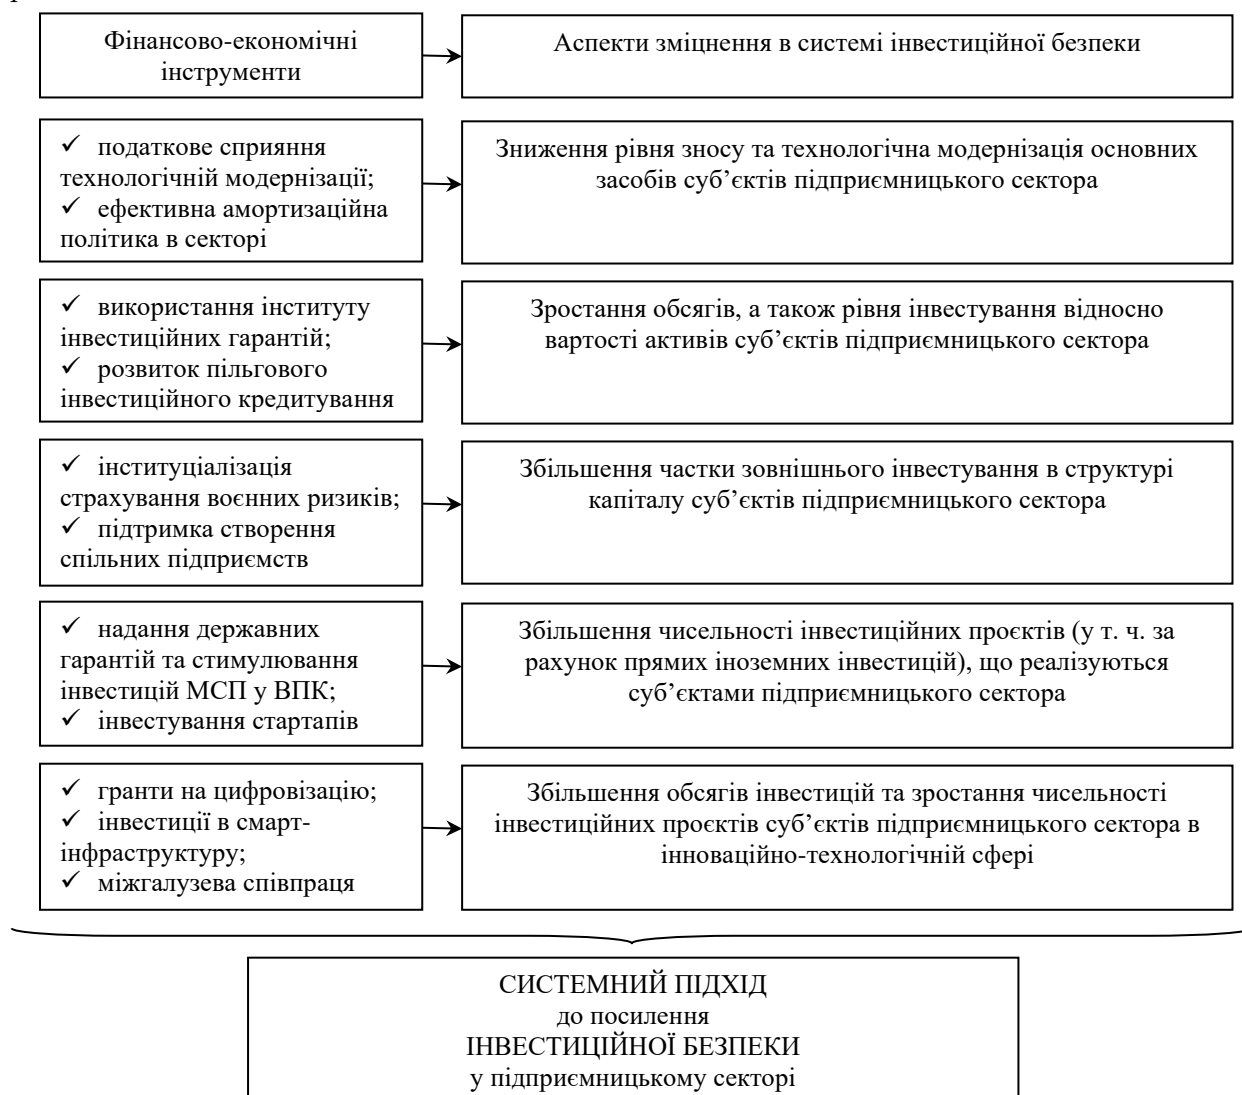 Фінансово-економічні
інструменти
Аспекти зміцнення в системі інвестиційної безпеки
✓ податкове сприяння
технологічній модернізації;
✓ ефективна амортизаційна
політика в секторі
Зниження рівня зносу та технологічна модернізація основних
засобів суб’єктів підприємницького сектора
✓ використання інституту
інвестиційних гарантій;
✓ розвиток пільгового
інвестиційного кредитування
Зростання обсягів, а також рівня інвестування відносно
вартості активів суб’єктів підприємницького сектора
✓ інституціалізація
страхування воєнних ризиків;
✓ підтримка створення
спільних підприємств
Збільшення частки зовнішнього інвестування в структурі
капіталу суб’єктів підприємницького сектора
✓ надання державних
гарантій та стимулювання
інвестицій МСП у ВПК;
✓ інвестування стартапів
Збільшення чисельності інвестиційних проєктів (у т. ч. за
рахунок прямих іноземних інвестицій), що реалізуються
суб’єктами підприємницького сектора
✓ гранти на цифровізацію;
✓ інвестиції в смарт-
інфраструктуру;
✓ міжгалузева співпраця
Збільшення обсягів інвестицій та зростання чисельності
інвестиційних проєктів суб’єктів підприємницького сектора в
інноваційно-технологічній сфері
СИСТЕМНИЙ ПІДХІД
до посилення
ІНВЕСТИЦІЙНОЇ БЕЗПЕКИ
у підприємницькому секторі